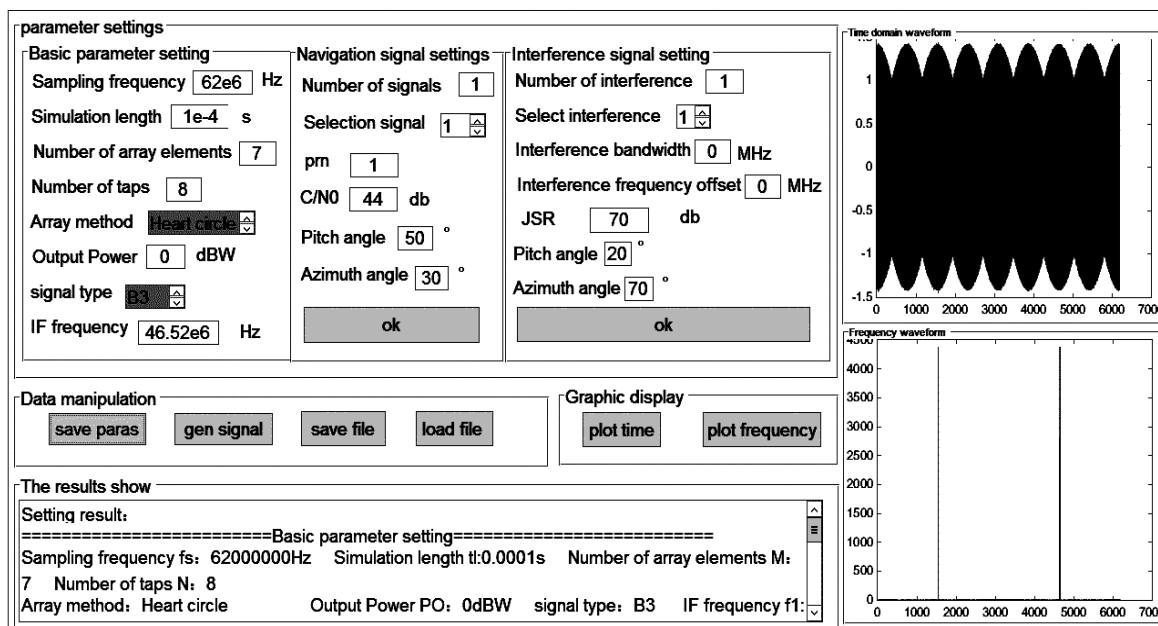 parameter settings
Basic parameter setting
Sampling frequency 62e6 Hz
Simulation length 1e-4 s
Number of array elements 7
Number of taps 8
Array method Heart circle
Output Power 0 dBW
signal type B3
IF frequency 46.52e6 Hz
Navigation signal settings
Number of signals 1
Selection signal 1
prn 1
C/N0 44 db
Pitch angle 50 °
Azimuth angle 30 °
ok
Interference signal setting
Number of interference 1
Select interference 1
Interference bandwidth 0 MHz
Interference frequency offset 0 MHz
JSR 70 db
Pitch angle 20 °
Azimuth angle 70 °
ok
Data manipulation
save paras gen signal save file load file
Graphic display
plot time plot frequency
The results show
Setting result：
=========================Basic parameter setting==========================
Sampling frequency fs：62000000Hz Simulation length tl:0.0001s Number of array elements M：
7 Number of taps N：8
Array method：Heart circle Output Power PO：0dBW signal type：B3 IF frequency f1:
Time domain waveform
1
0.5
0
-0.5
-1
-1.5
0 1000 2000 3000 4000 5000 6000 700
Frequency waveform
4500
4000
3500
3000
2500
2000
1500
1000
500
0
0 1000 2000 3000 4000 5000 6000 700